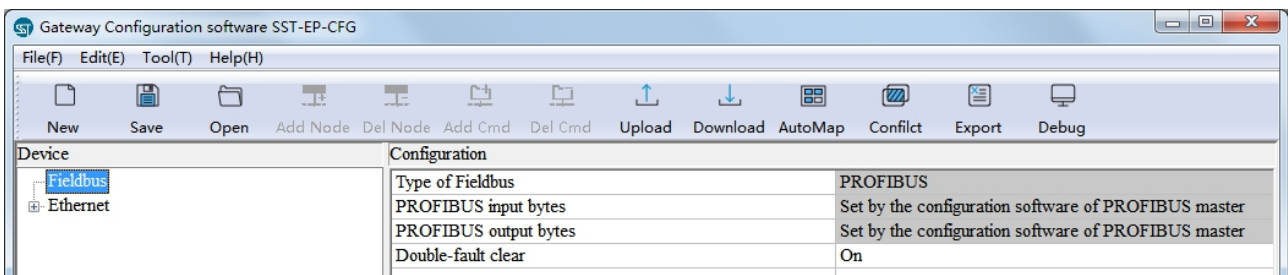 SST Gateway Configuration software SST-EP-CFG
File(F) Edit(E) Tool(T) Help(H)
New Save Open Add Node Del Node Add Cmd Del Cmd Upload Download AutoMap Confilct Export Debug
Device Configuration
Fieldbus Type of Fieldbus PROFIBUS
Ethernet PROFIBUS input bytes Set by the configuration software of PROFIBUS master
PROFIBUS output bytes Set by the configuration software of PROFIBUS master
Double-fault clear On